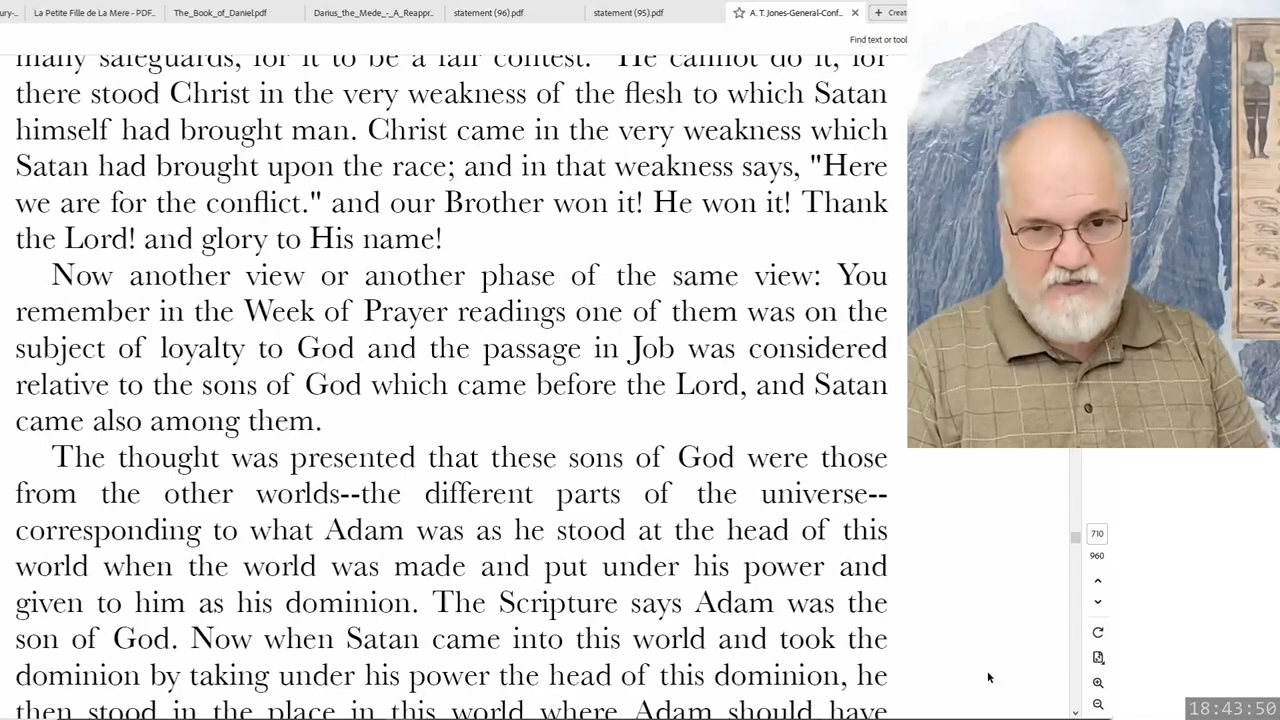 ury-...
La Petite Fille de La Mere - PDF...
The_Book_of_Daniel.pdf
Darius_the_Mede_-_A_Reappr...
statement (96).pdf
statement (95).pdf
A. T. Jones-General-Conf...
Create
Find text or tool
many safeguards, for it to be a fair contest." He cannot do it, for
there stood Christ in the very weakness of the flesh to which Satan
himself had brought man. Christ came in the very weakness which
Satan had brought upon the race; and in that weakness says, "Here
we are for the conflict." and our Brother won it! He won it! Thank
the Lord! and glory to His name!
Now another view or another phase of the same view: You
remember in the Week of Prayer readings one of them was on the
subject of loyalty to God and the passage in Job was considered
relative to the sons of God which came before the Lord, and Satan
came also among them.
The thought was presented that these sons of God were those
from the other worlds--the different parts of the universe--
corresponding to what Adam was as he stood at the head of this
world when the world was made and put under his power and
given to him as his dominion. The Scripture says Adam was the
son of God. Now when Satan came into this world and took the
dominion by taking under his power the head of this dominion, he
then stood in the place in this world where Adam should have
710
960
18:43:50